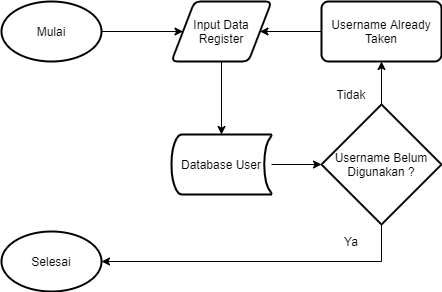 Mulai
Input Data
Register
Username Already
Taken
Tidak
Database User
Username Belum
Digunakan ?
Ya
Selesai